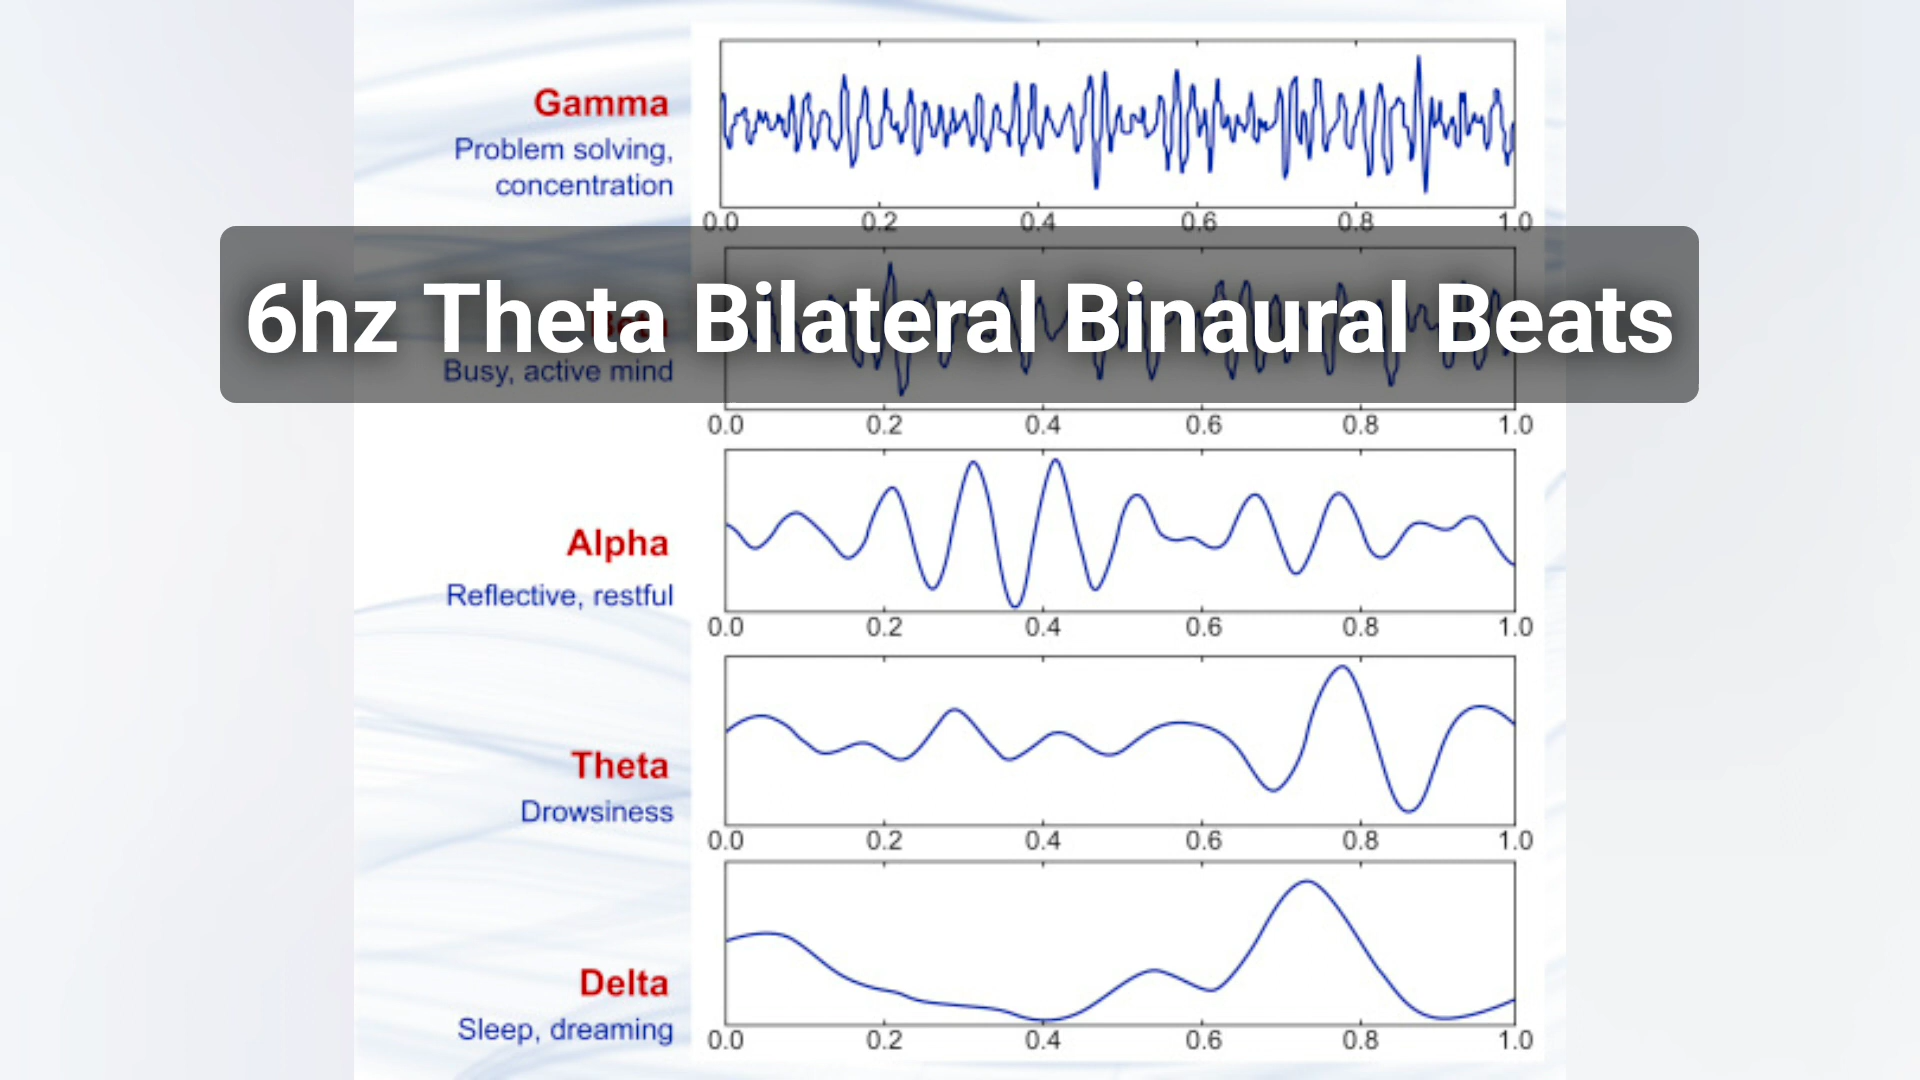 Gamma
Problem solving,
concentration
0.0 0.2 0.4 0.6 0.8 1.0
6hz Theta Bilateral Binaural Beats
Busy, active mind
0.0 0.2 0.4 0.6 0.8 1.0
Alpha
Reflective, restful
0.0 0.2 0.4 0.6 0.8 1.0
Theta
Drowsiness
0.0 0.2 0.4 0.6 0.8 1.0
Delta
Sleep, dreaming
0.0 0.2 0.4 0.6 0.8 1.0